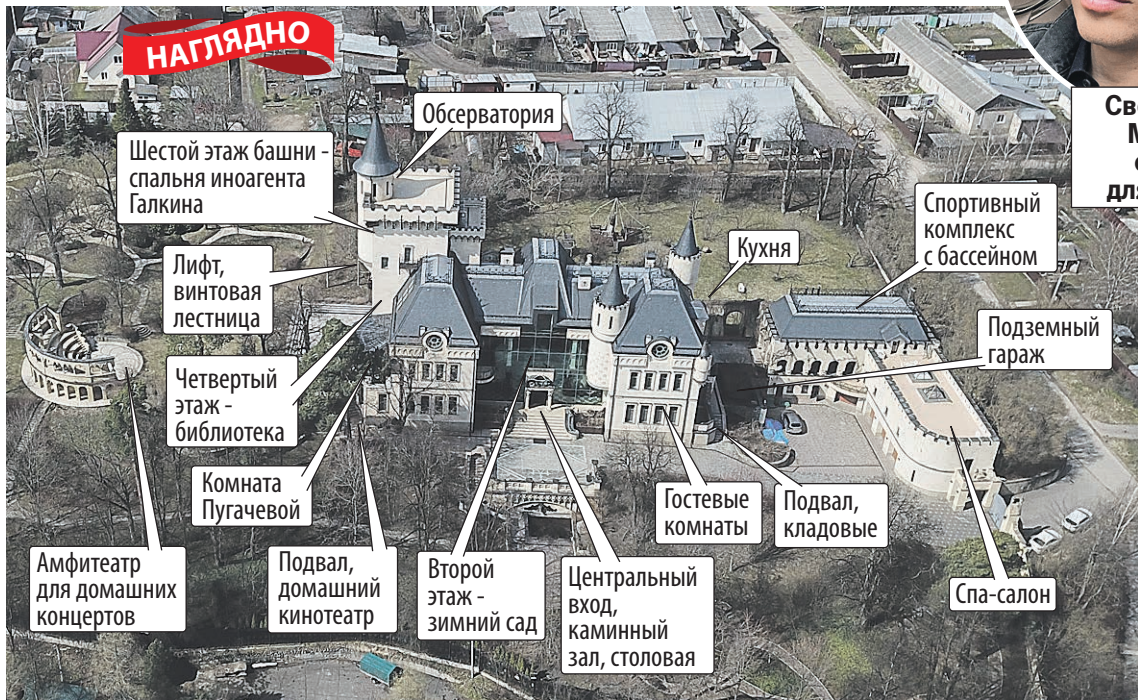 НАГЛЯДНО
Обсерватория
Шестой этаж башни -
спальня иноагента
Галкина
Лифт,
винтовая
лестница
Четвертый
этаж -
библиотека
Комната
Пугачевой
Амфитеатр
для домашних
концертов
Подвал,
домашний
кинотеатр
Второй
этаж -
зимний сад
Центральный
вход,
каминный
зал, столовая
Гостевые
комнаты
Подвал,
кладовые
Кухня
Спортивный
комплекс
с бассейном
Подземный
гараж
Спа-салон
для